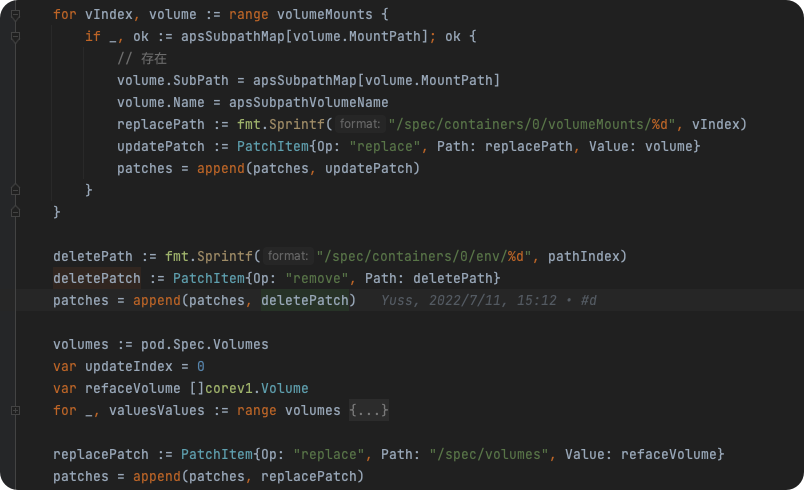 for vIndex, volume := range volumeMounts {
if _, ok := apsSubpathMap[volume.MountPath]; ok {
// 存在
volume.SubPath = apsSubpathMap[volume.MountPath]
volume.Name = apsSubpathVolumeName
replacePath := fmt.Sprintf( format: "/spec/containers/0/volumeMounts/%d", vIndex)
updatePatch := PatchItem{Op: "replace", Path: replacePath, Value: volume}
patches = append(patches, updatePatch)
}
}
deletePath := fmt.Sprintf( format: "/spec/containers/0/env/%d", pathIndex)
deletePatch := PatchItem{Op: "remove", Path: deletePath}
patches = append(patches, deletePatch) Yuss, 2022/7/11, 15:12 • #d
volumes := pod.Spec.Volumes
var updateIndex = 0
var refaceVolume []corev1.Volume
for _, valuesValues := range volumes {...}
replacePatch := PatchItem{Op: "replace", Path: "/spec/volumes", Value: refaceVolume}
patches = append(patches, replacePatch)